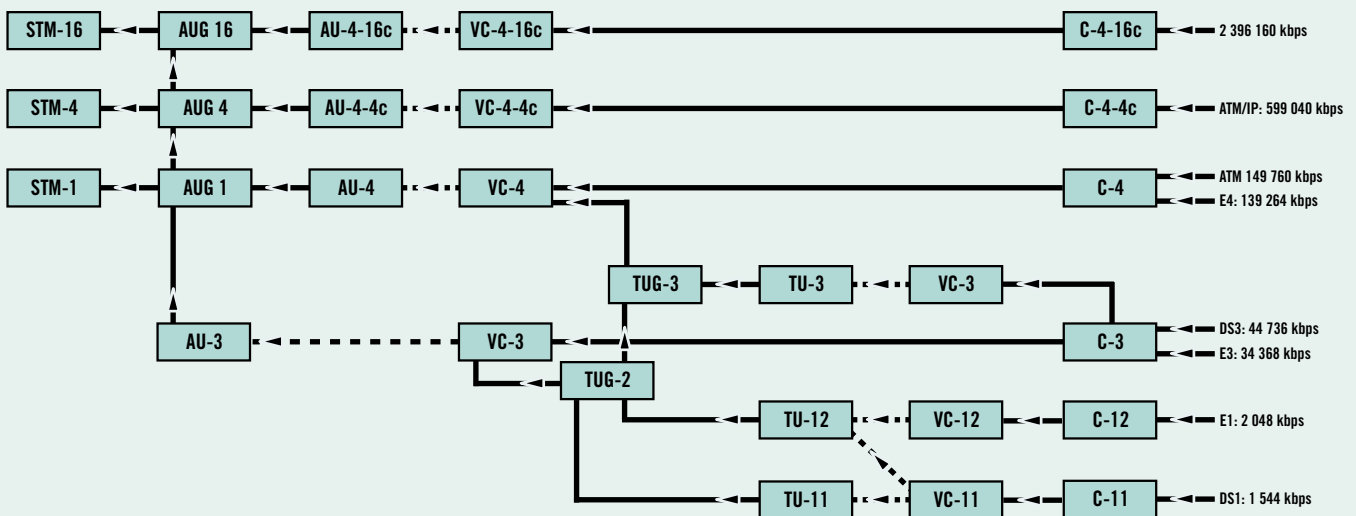 STM-16 AUG 16 AU-4-16c VC-4-16c C-4-16c 2 396 160 kbps
STM-4 AUG 4 AU-4-4c VC-4-4c C-4-4c ATM/IP: 599 040 kbps
STM-1 AUG 1 AU-4 VC-4 C-4 ATM 149 760 kbps
E4: 139 264 kbps
TUG-3 TU-3 VC-3
AU-3 VC-3 C-3 DS3: 44 736 kbps
E3: 34 368 kbps
TUG-2
TU-12 VC-12 C-12 E1: 2 048 kbps
TU-11 VC-11 C-11 DS1: 1 544 kbps